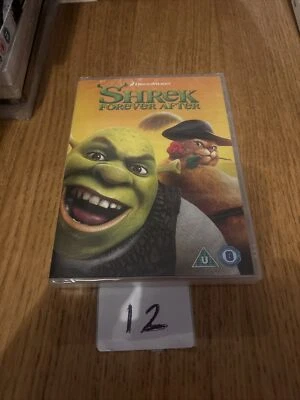 DREAMWORKS
SHREK
FOREVER AFTER
U
12